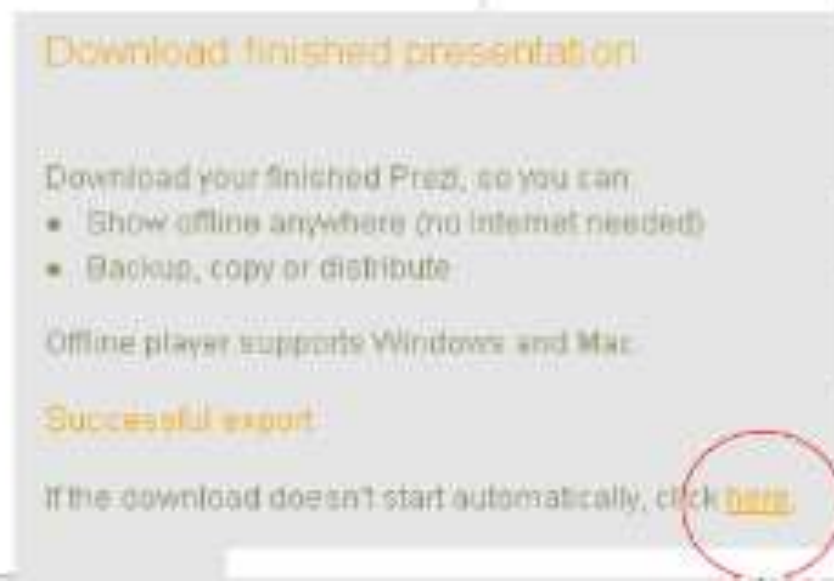 Download finished presentation
Download your finished Prezi, so you can
• Show offline anywhere (no internet needed)
• Backup, copy or distribute
Offline player supports Windows and Mac
Successful export
If the download doesn't start automatically, click here.